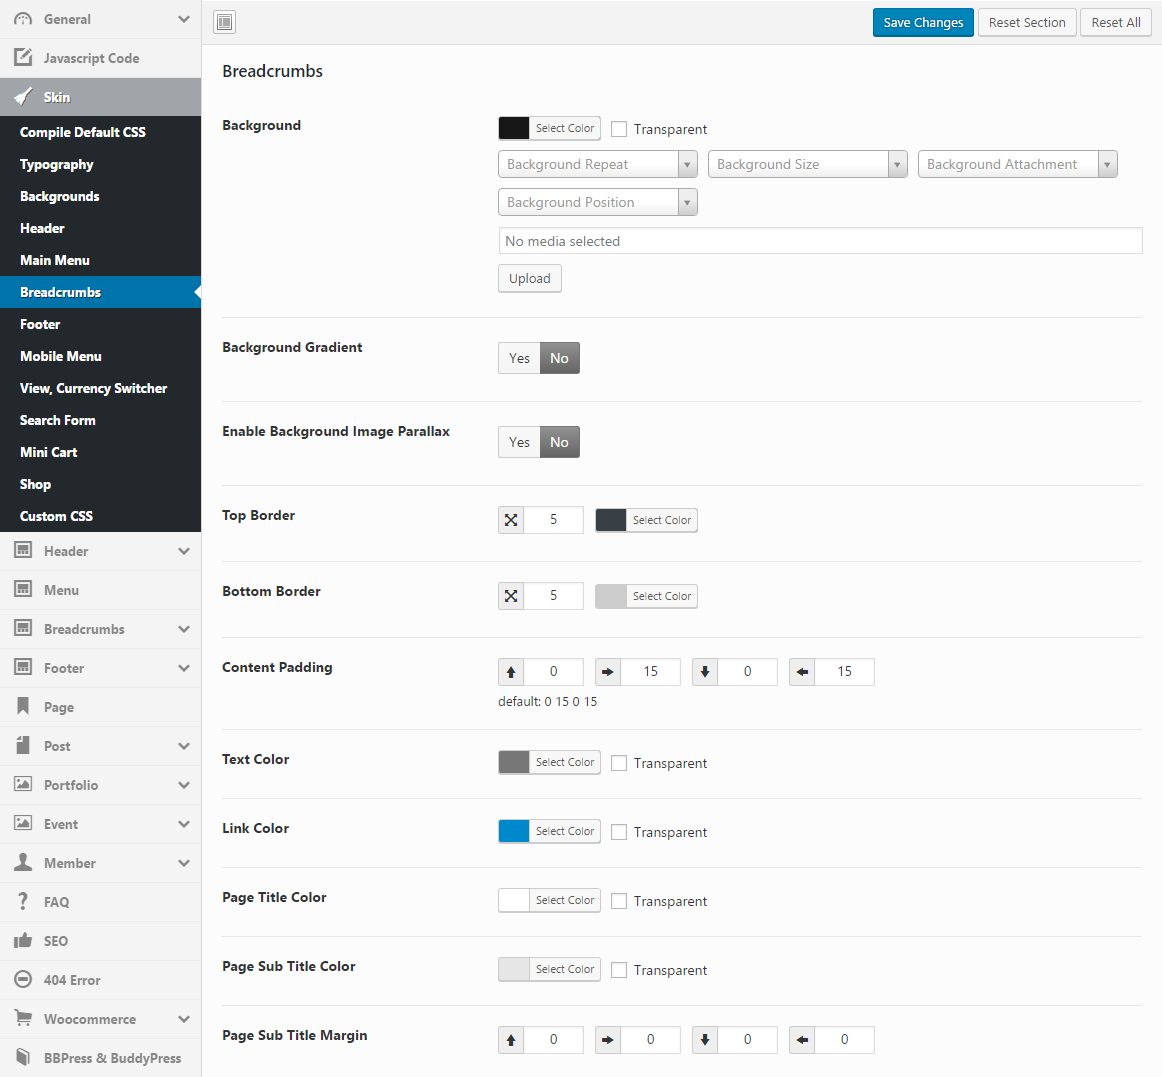 General
Javascript Code
Skin
Compile Default CSS
Typography
Backgrounds
Header
Main Menu
Breadcrumbs
Footer
Mobile Menu
View, Currency Switcher
Search Form
Mini Cart
Shop
Custom CSS
Header
Menu
Breadcrumbs
Footer
Page
Post
Portfolio
Event
Member
FAQ
SEO
404 Error
Woocommerce
BBPress & BuddyPress
Save Changes Reset Section Reset All
Breadcrumbs
Background Select Color Transparent
Background Repeat Background Size Background Attachment
Background Position
No media selected
Upload
Background Gradient Yes No
Enable Background Image Parallax Yes No
Top Border 5 Select Color
Bottom Border 5 Select Color
Content Padding 0 15 0 15
default: 0 15 0 15
Text Color Select Color Transparent
Link Color Select Color Transparent
Page Title Color Select Color Transparent
Page Sub Title Color Select Color Transparent
Page Sub Title Margin 0 0 0 0